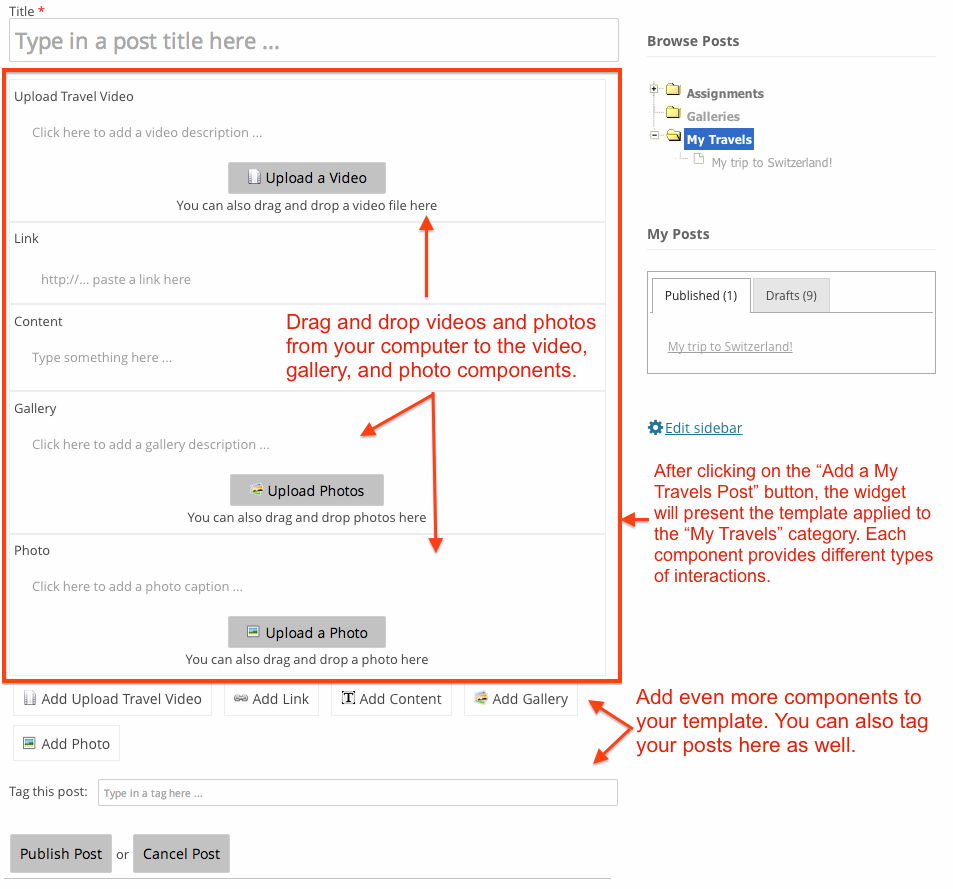 Title *
Type in a post title here ...
Upload Travel Video
Click here to add a video description ...
Upload a Video
You can also drag and drop a video file here
Link
http://... paste a link here
Content
Type something here ...
Drag and drop videos and photos
from your computer to the video,
gallery, and photo components.
Gallery
Click here to add a gallery description ...
Upload Photos
You can also drag and drop photos here
Photo
Click here to add a photo caption ...
Upload a Photo
You can also drag and drop a photo here
Add Upload Travel Video
Add Link
Add Content
Add Gallery
Add Photo
Tag this post:
Type in a tag here ...
Publish Post or Cancel Post
Browse Posts
Assignments
Galleries
My Travels
My trip to Switzerland!
My Posts
Published (1)
Drafts (9)
My trip to Switzerland!
Edit sidebar
After clicking on the “Add a My
Travels Post” button, the widget
will present the template applied to
the “My Travels” category. Each
component provides different types
of interactions.
Add even more components to
your template. You can also tag
your posts here as well.